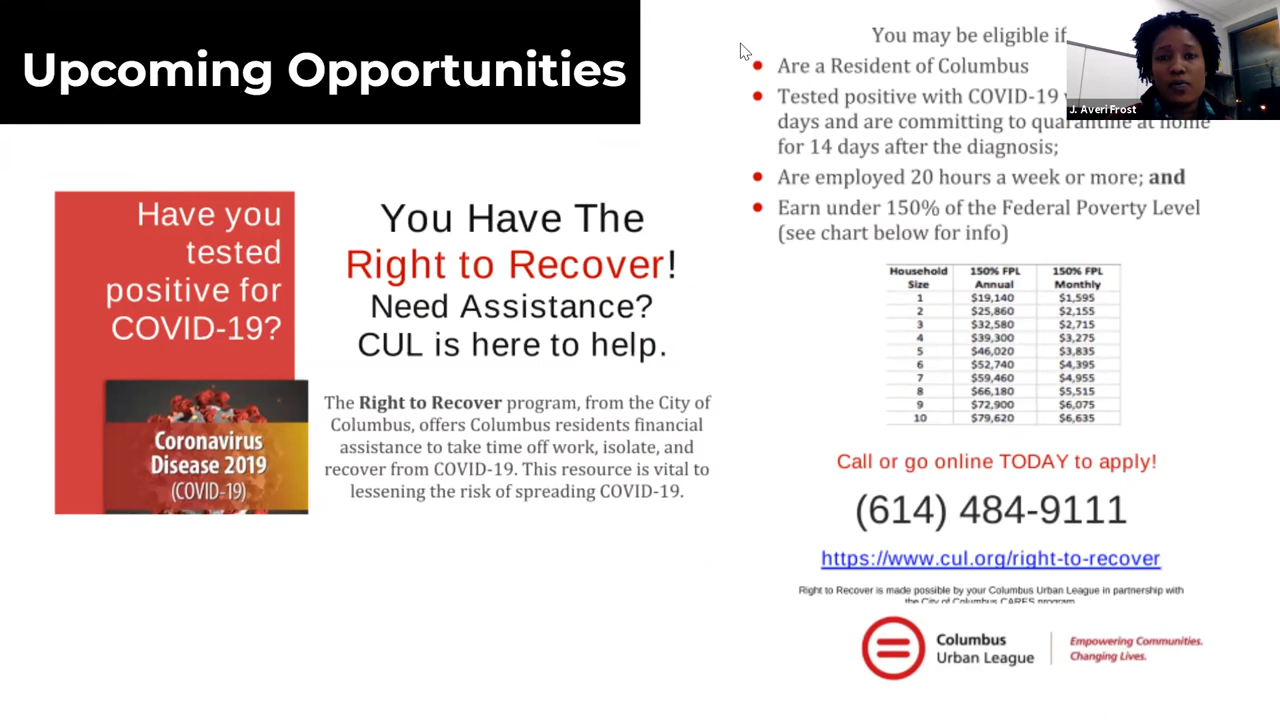 Upcoming Opportunities
Have you
tested
positive for
COVID-19?
Coronavirus
Disease 2019
(COVID-19)
You Have The
Right to Recover!
Need Assistance?
CUL is here to help.
The Right to Recover program, from the City of
Columbus, offers Columbus residents financial
assistance to take time off work, isolate, and
recover from COVID-19. This resource is vital to
lessening the risk of spreading COVID-19.
You may be eligible if
J. Averi Frost
• Are a Resident of Columbus
• Tested positive with COVID-19
days and are committing to quarantine at home
for 14 days after the diagnosis;
• Are employed 20 hours a week or more; and
• Earn under 150% of the Federal Poverty Level
(see chart below for info)
Household Size 150% FPL Annual 150% FPL Monthly
1 $19,140 $1,595
2 $25,860 $2,155
3 $32,580 $2,715
4 $39,300 $3,275
5 $46,020 $3,835
6 $52,740 $4,395
7 $59,460 $4,955
8 $66,180 $5,515
9 $72,900 $6,075
10 $79,620 $6,635
Call or go online TODAY to apply!
(614) 484-9111
https://www.cul.org/right-to-recover
Right to Recover is made possible by your Columbus Urban League in partnership with
the City of Columbus CARES program
Columbus
Urban League
Empowering Communities.
Changing Lives.